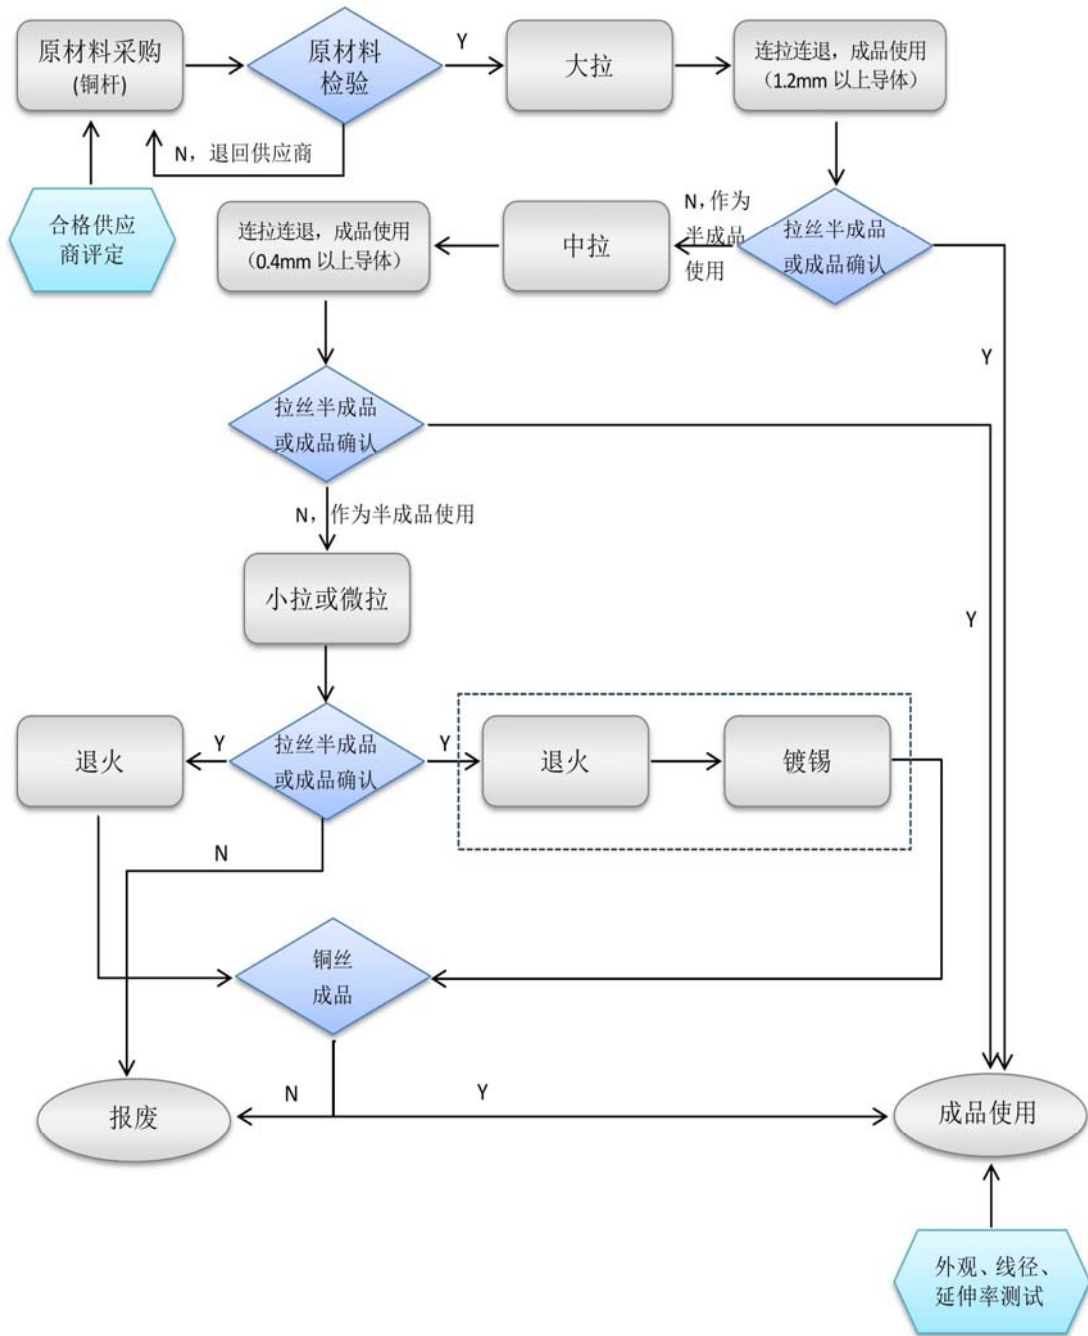 原材料采购
(铜杆)
原材料
检验
Y
大拉
连拉连退，成品使用
（1.2mm 以上导体）
N，退回供应商
合格供应
商评定
连拉连退，成品使用
（0.4mm 以上导体）
中拉
N，作为
半成品
使用
拉丝半成品
或成品确认
Y
拉丝半成品
或成品确认
N，作为半成品使用
小拉或微拉
Y
退火
Y
拉丝半成品
或成品确认
Y
退火
镀锡
N
铜丝
成品
报废
N
Y
成品使用
外观、线径、
延伸率测试